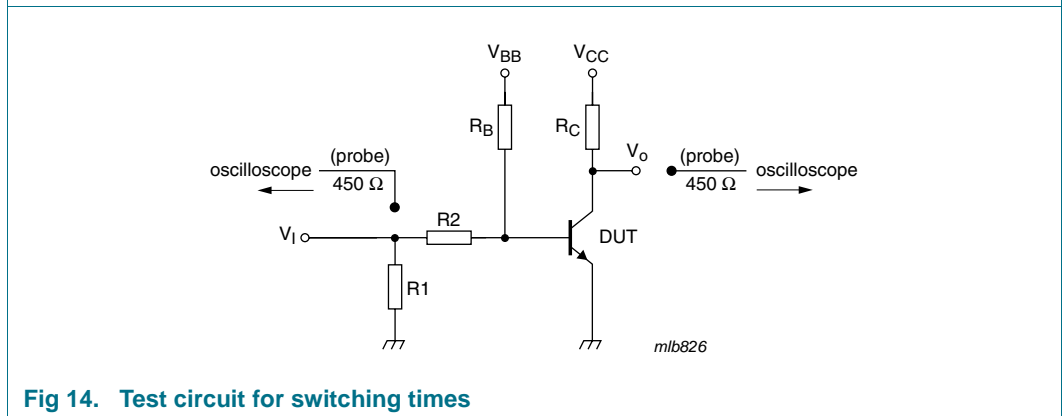 VBB
VCC
RB
RC
Vo
oscilloscope
(probe)
450 Ω
(probe)
450 Ω
oscilloscope
VI
R2
DUT
R1
mlb826
Fig 14. Test circuit for switching times